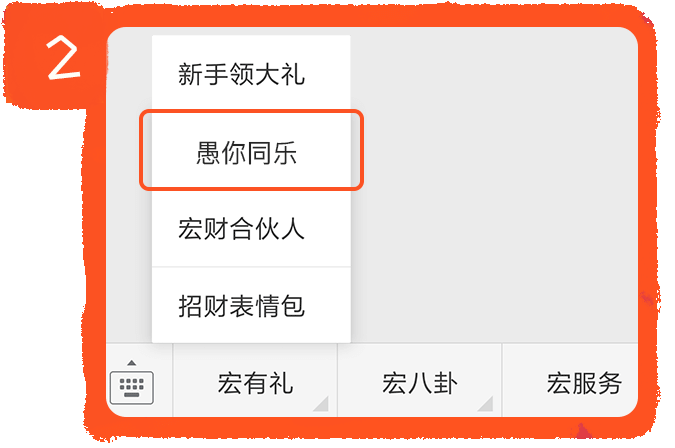 2
新手领大礼
愚你同乐
宏财合伙人
招财表情包
宏有礼
宏八卦
宏服务